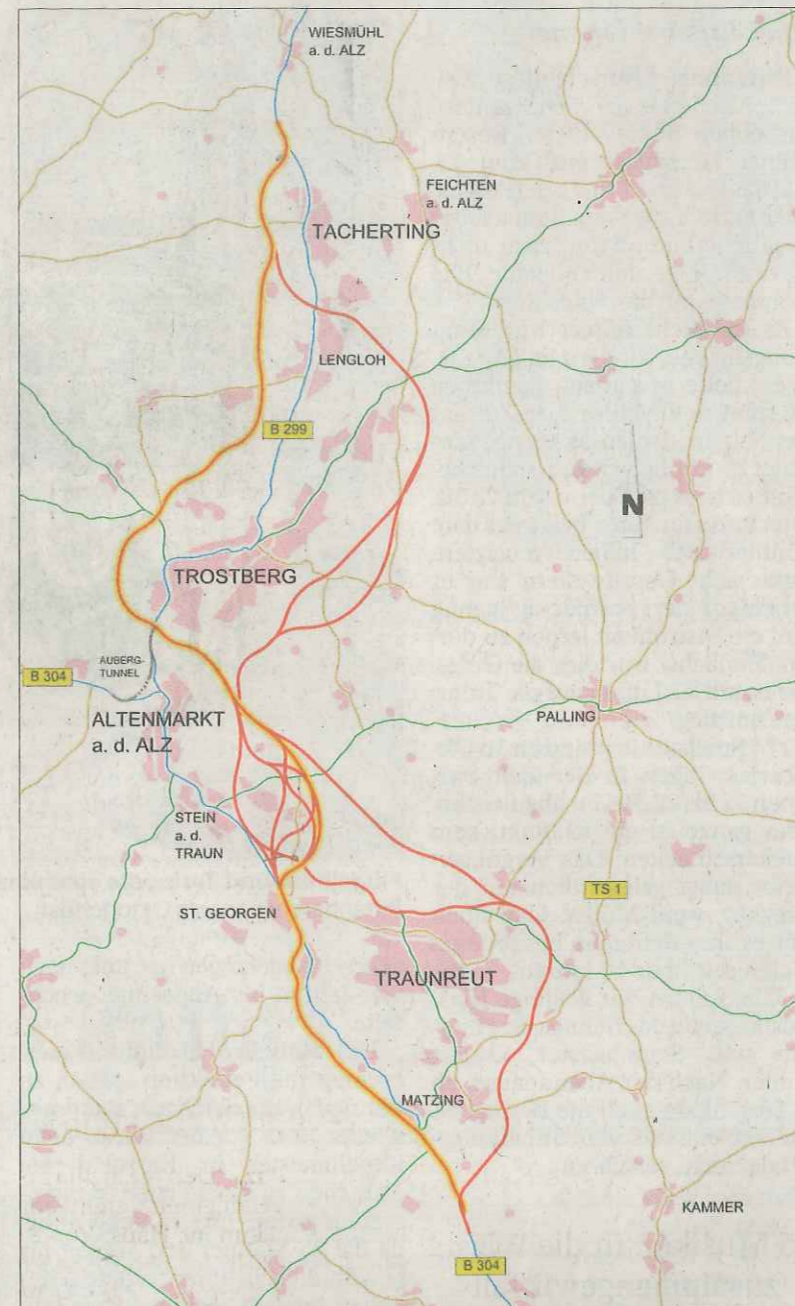 WIESMÜHL
a. d. ALZ
FEICHTEN
a. d. ALZ
TACHERTING
LENGLOH
B 299
N
TROSTBERG
AUBERG-
TUNNEL
B 304
ALTENMARKT
a. d. ALZ
PALLING
STEIN
a. d.
TRAUN
TS 1
ST. GEORGEN
TRAUNREUT
MATZING
KAMMER
B 304